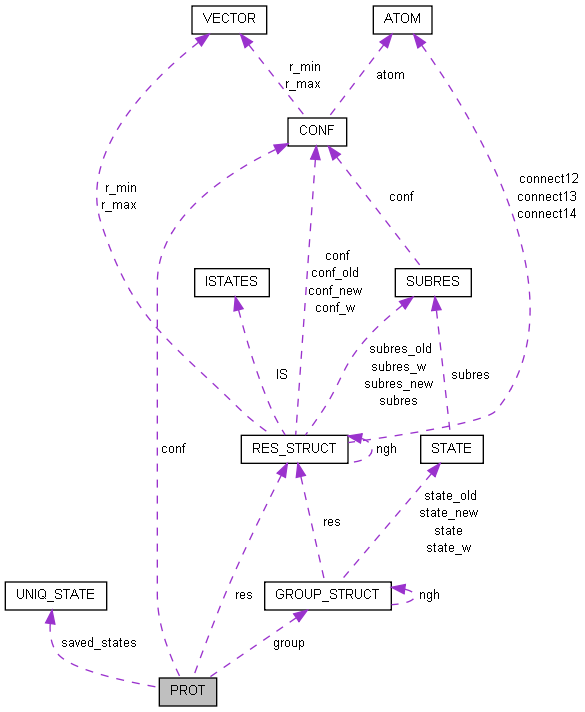 VECTOR
ATOM
r_min
r_max
atom
CONF
connect12
connect13
connect14
r_min
r_max
conf
conf
conf_old
conf_new
conf_w
ISTATES
SUBRES
subres_old
subres_w
subres_new
subres
IS
subres
conf
RES_STRUCT
ngh
STATE
state_old
state_new
state
state_w
res
UNIQ_STATE
res
GROUP_STRUCT
ngh
saved_states
group
PROT